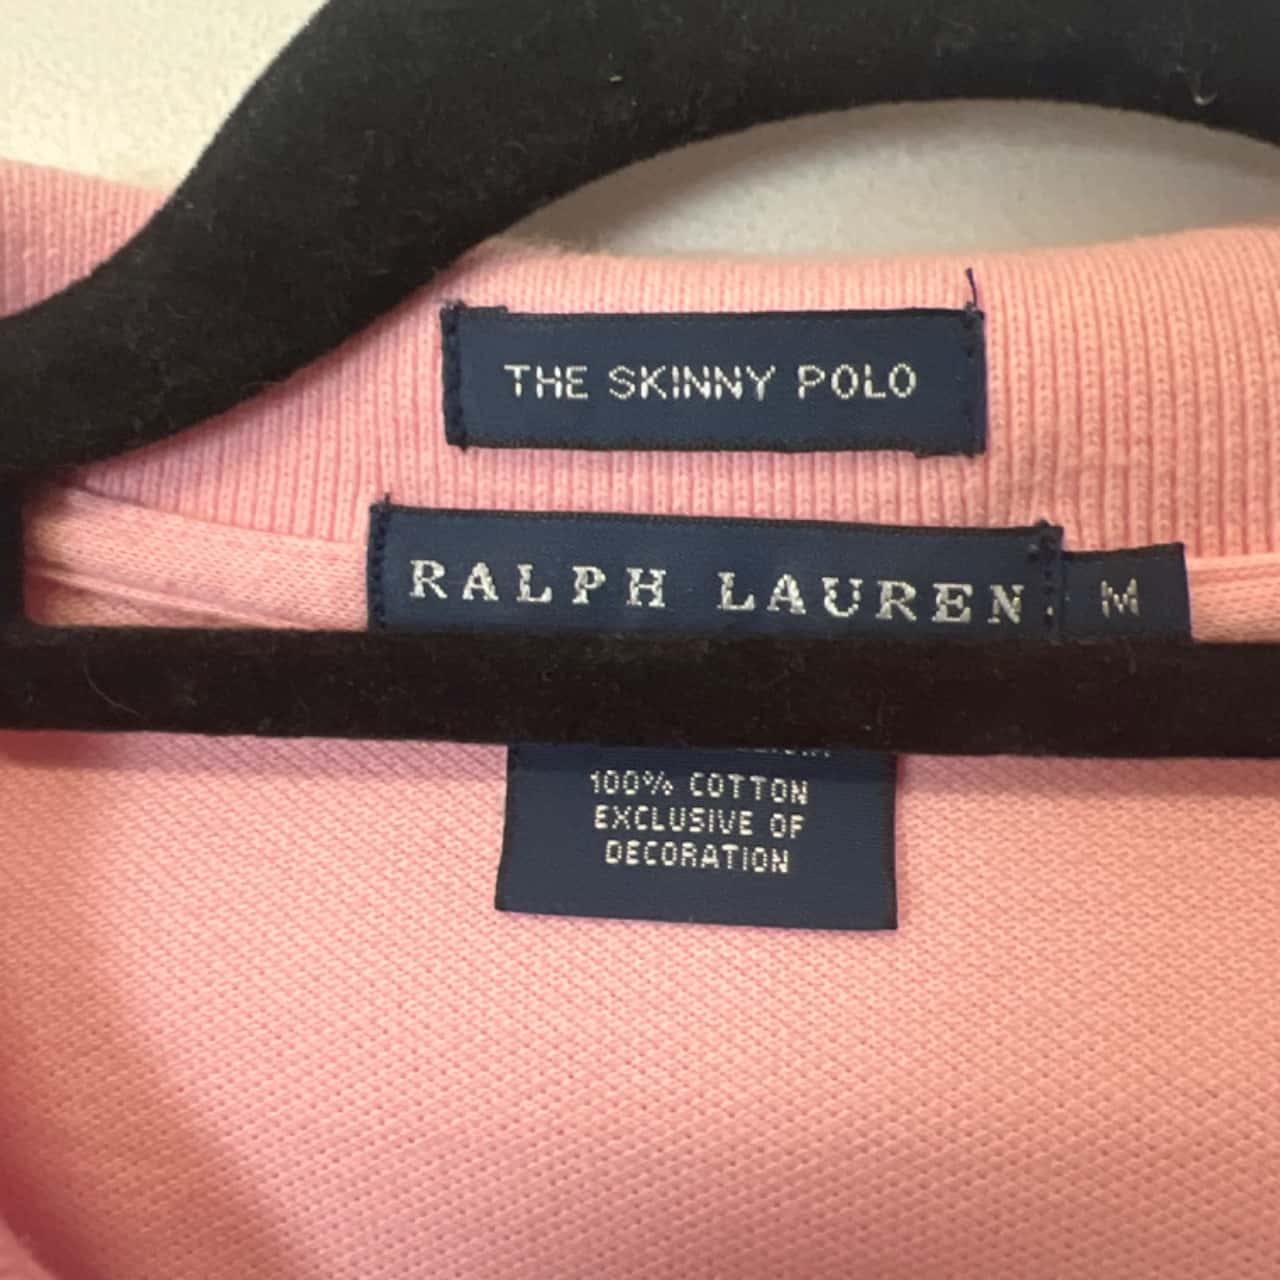 THE SKINNY POLO
RALPH LAUREN
M
100% COTTON
EXCLUSIVE OF
DECORATION